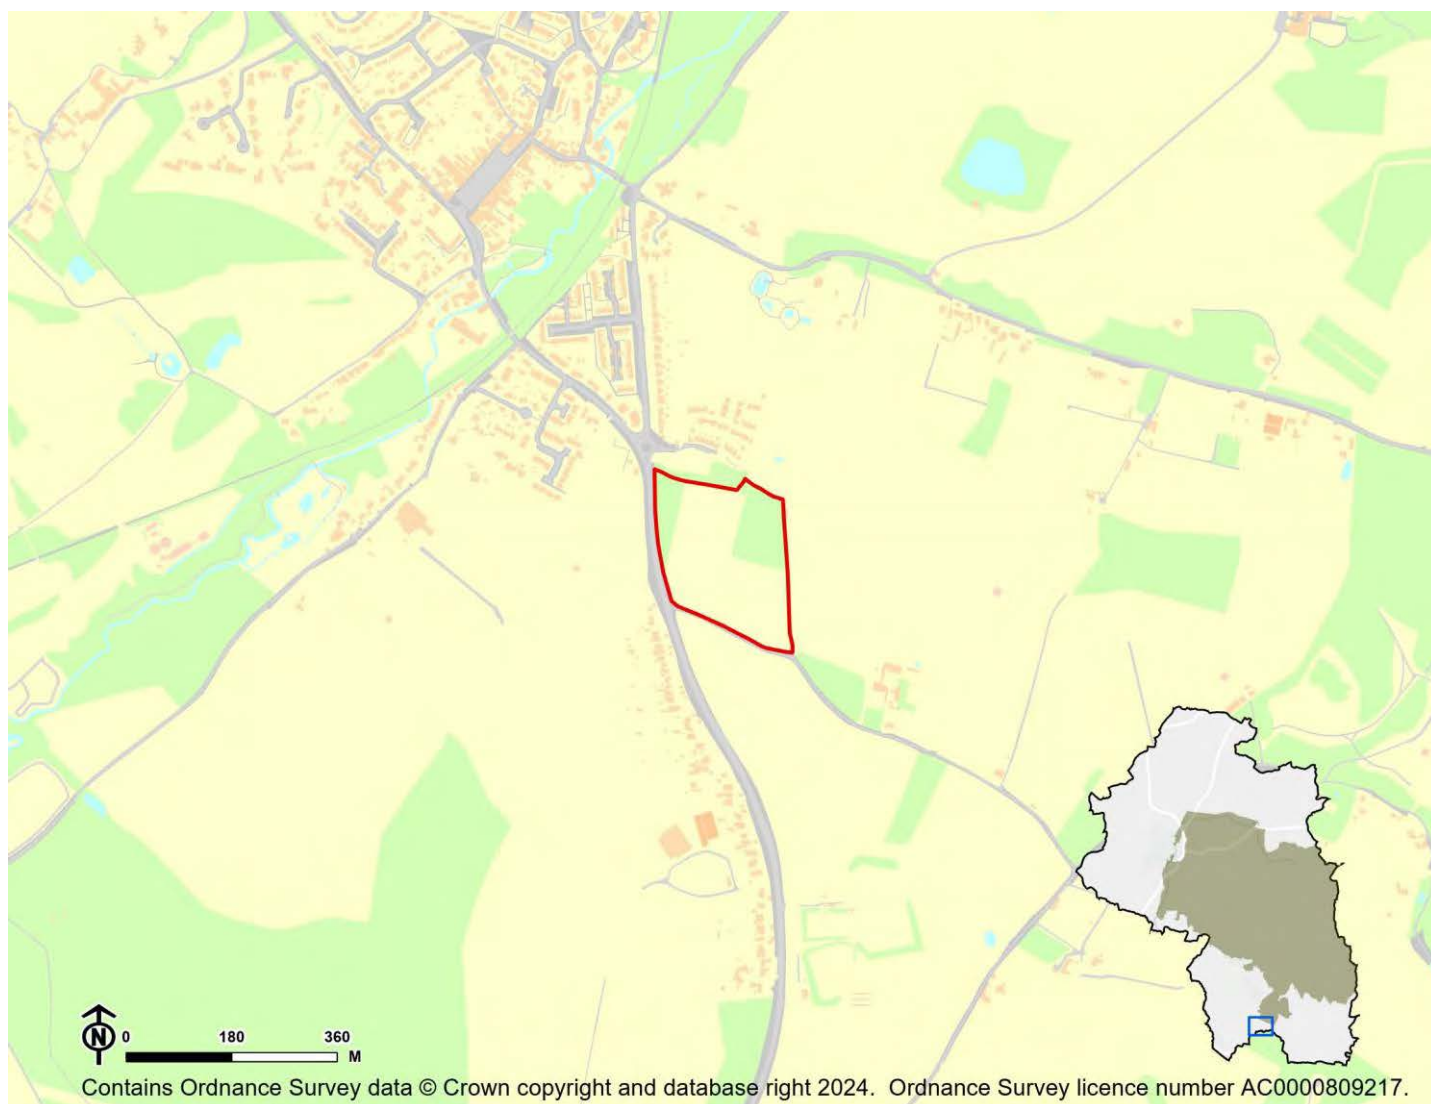 N
0 180 360
M
Contains Ordnance Survey data © Crown copyright and database right 2024. Ordnance Survey licence number AC0000809217.